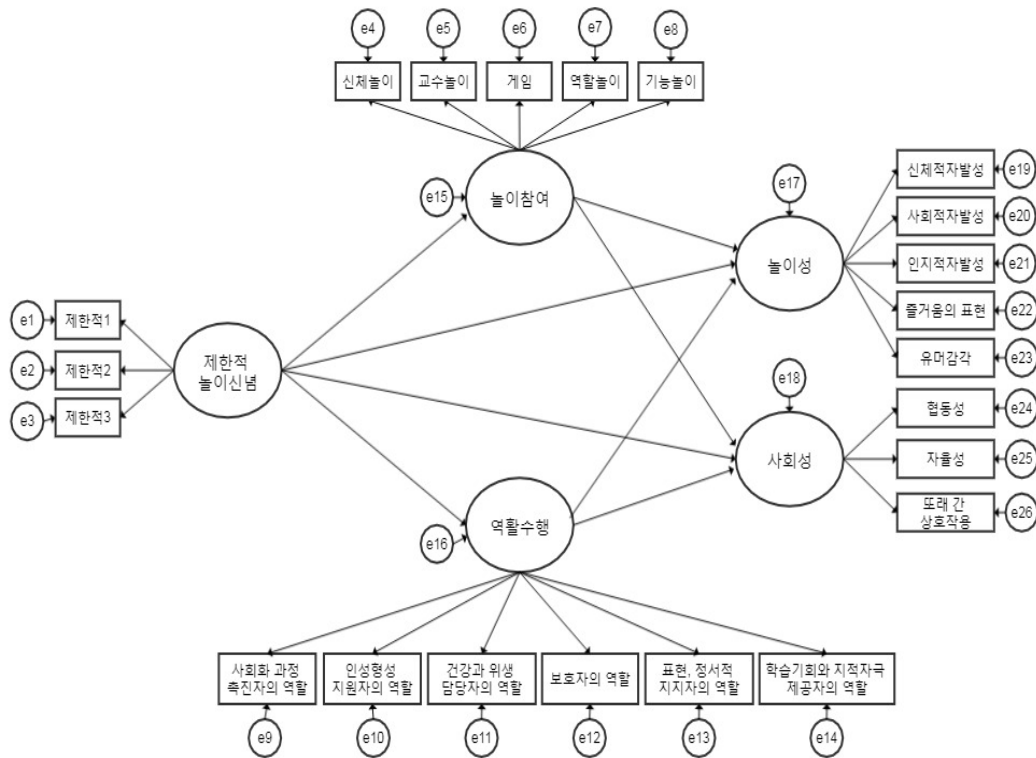 e4
e5
e6
e7
e8
신체놀이
교수놀이
게임
역할놀이
기능놀이
e15
놀이참여
e17
놀이성
신체적자발성
e19
사회적자발성
e20
인지적자발성
e21
즐거움의 표현
e22
유머감각
e23
e1
제한적1
e2
제한적2
e3
제한적3
제한적
놀이신념
e18
사회성
협동성
e24
자율성
e25
또래 간
상호작용
e26
e16
역활수행
사회화 과정
촉진자의 역할
인성형성
지원자의 역할
건강과 위생
담당자의 역할
보호자의 역할
표현, 정서적
지지자의 역할
학습기회와 지적자극
제공자의 역할
e9
e10
e11
e12
e13
e14